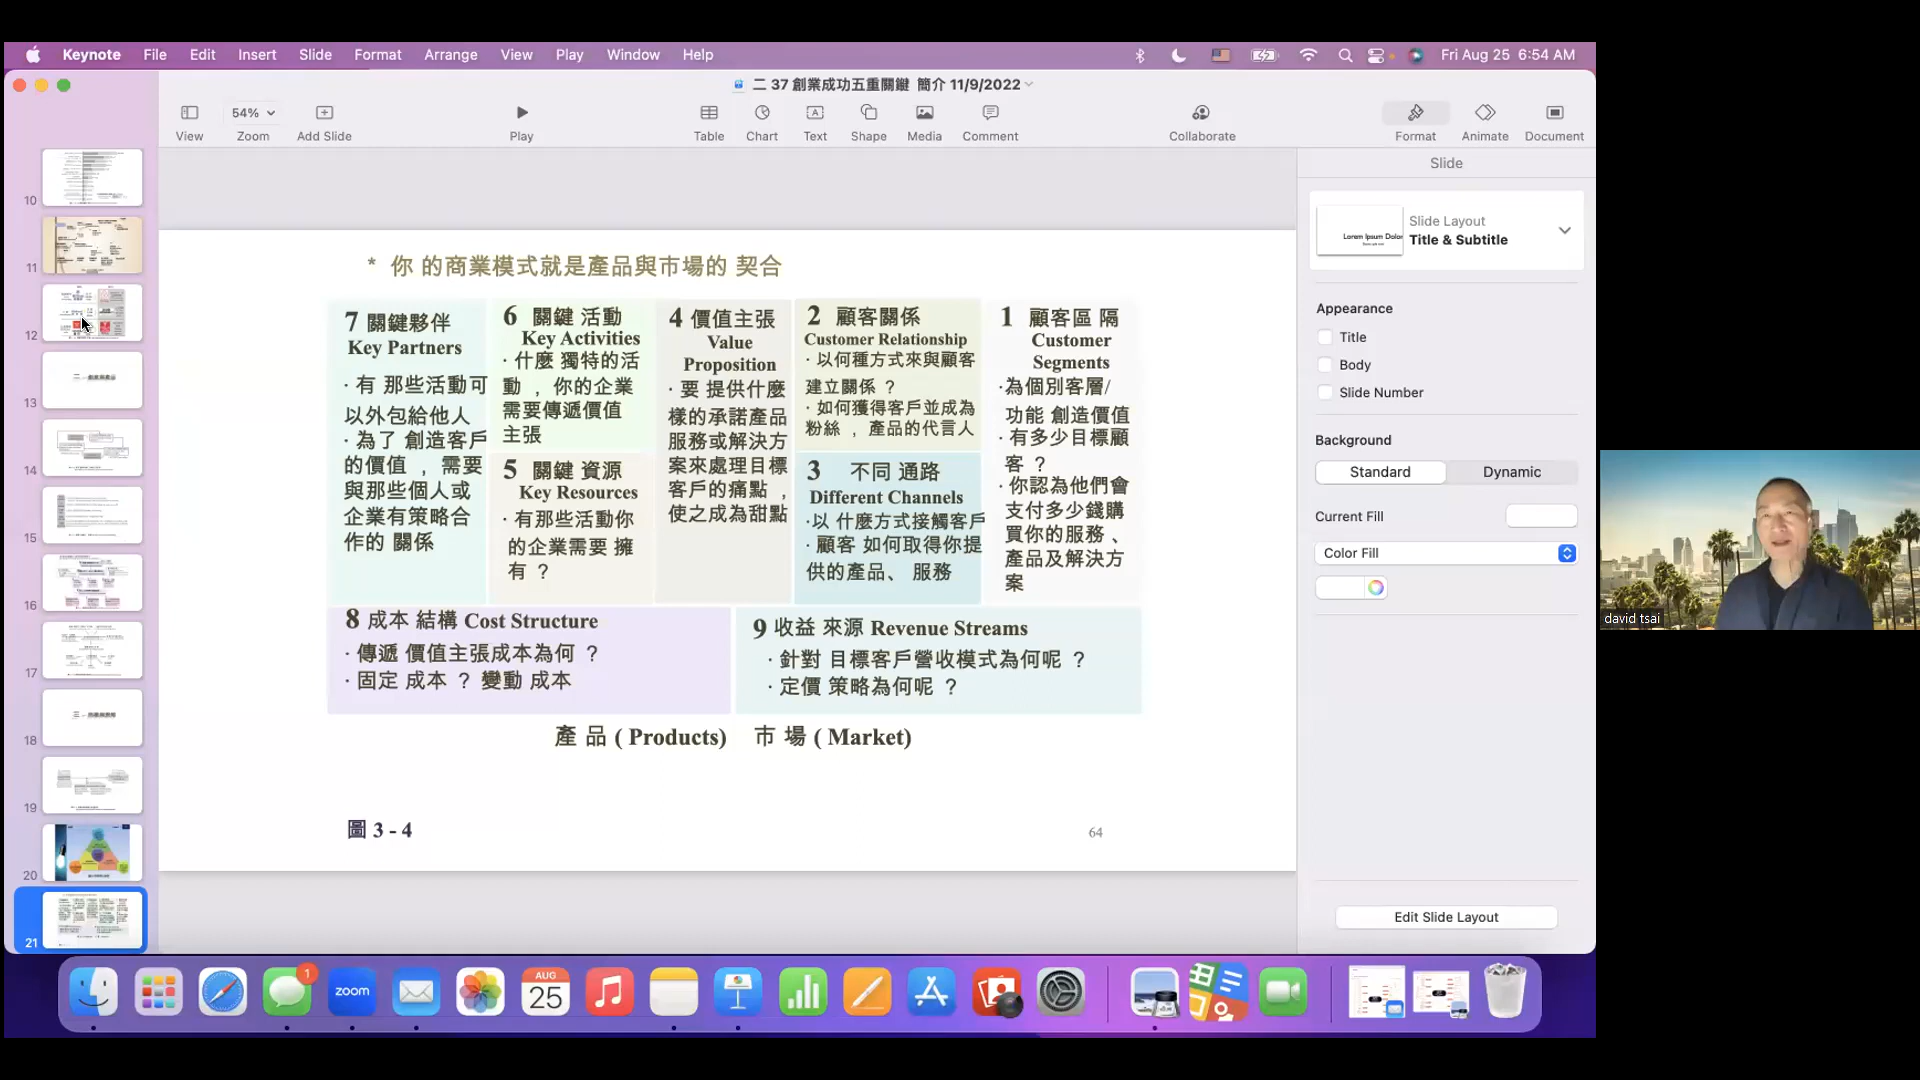 Keynote File Edit Insert Slide Format Arrange View Play Window Help
Fri Aug 25 6:54 AM
二 37 創業成功五重關鍵 簡介 11/9/2022
54%
View Zoom Add Slide Play Table Chart Text Shape Media Comment Collaborate Format Animate Document
10
11
12
13
14
15
16
17
18
19
20
21
* 你 的商業模式就是產品與市場的 契合
7 關鍵夥伴
Key Partners
· 有 那些活動可
以外包給他人
· 為了 創造客戶
的價值 , 需要
與那些個人或
企業有策略合
作的 關係
6 關鍵 活動
Key Activities
· 什麼 獨特的活
動 , 你的企業
需要傳遞價值
主張
5 關鍵 資源
Key Resources
· 有那些活動你
的企業需要 擁
有 ?
4 價值主張
Value
Proposition
· 要 提供什麼
樣的承諾產品
服務或解決方
案來處理目標
客戶的痛點 ,
使之成為甜點
2 顧客關係
Customer Relationship
· 以何種方式來與顧客
建立關係 ?
· 如何獲得客戶並成為
粉絲 , 產品的代言人
3 不同 通路
Different Channels
·以 什麼方式接觸客戶
· 顧客 如何取得你提
供的產品、 服務
1 顧客區 隔
Customer
Segments
·為個別客層/
功能 創造價值
· 有多少目標顧
客 ?
· 你認為他們會
支付多少錢購
買你的服務 、
產品及解決方
案
8 成本 結構 Cost Structure
· 傳遞 價值主張成本為何 ?
· 固定 成本 ? 變動 成本
9 收益 來源 Revenue Streams
· 針對 目標客戶營收模式為何呢 ?
· 定價 策略為何呢 ?
產 品 ( Products) 市 場 ( Market)
圖 3 - 4
64
Slide
Lorem Ipsum Dolor
Slide Layout
Title & Subtitle
Appearance
Title
Body
Slide Number
Background
Standard Dynamic
Current Fill
Color Fill
Edit Slide Layout
david tsai
1
zoom
AUG
25